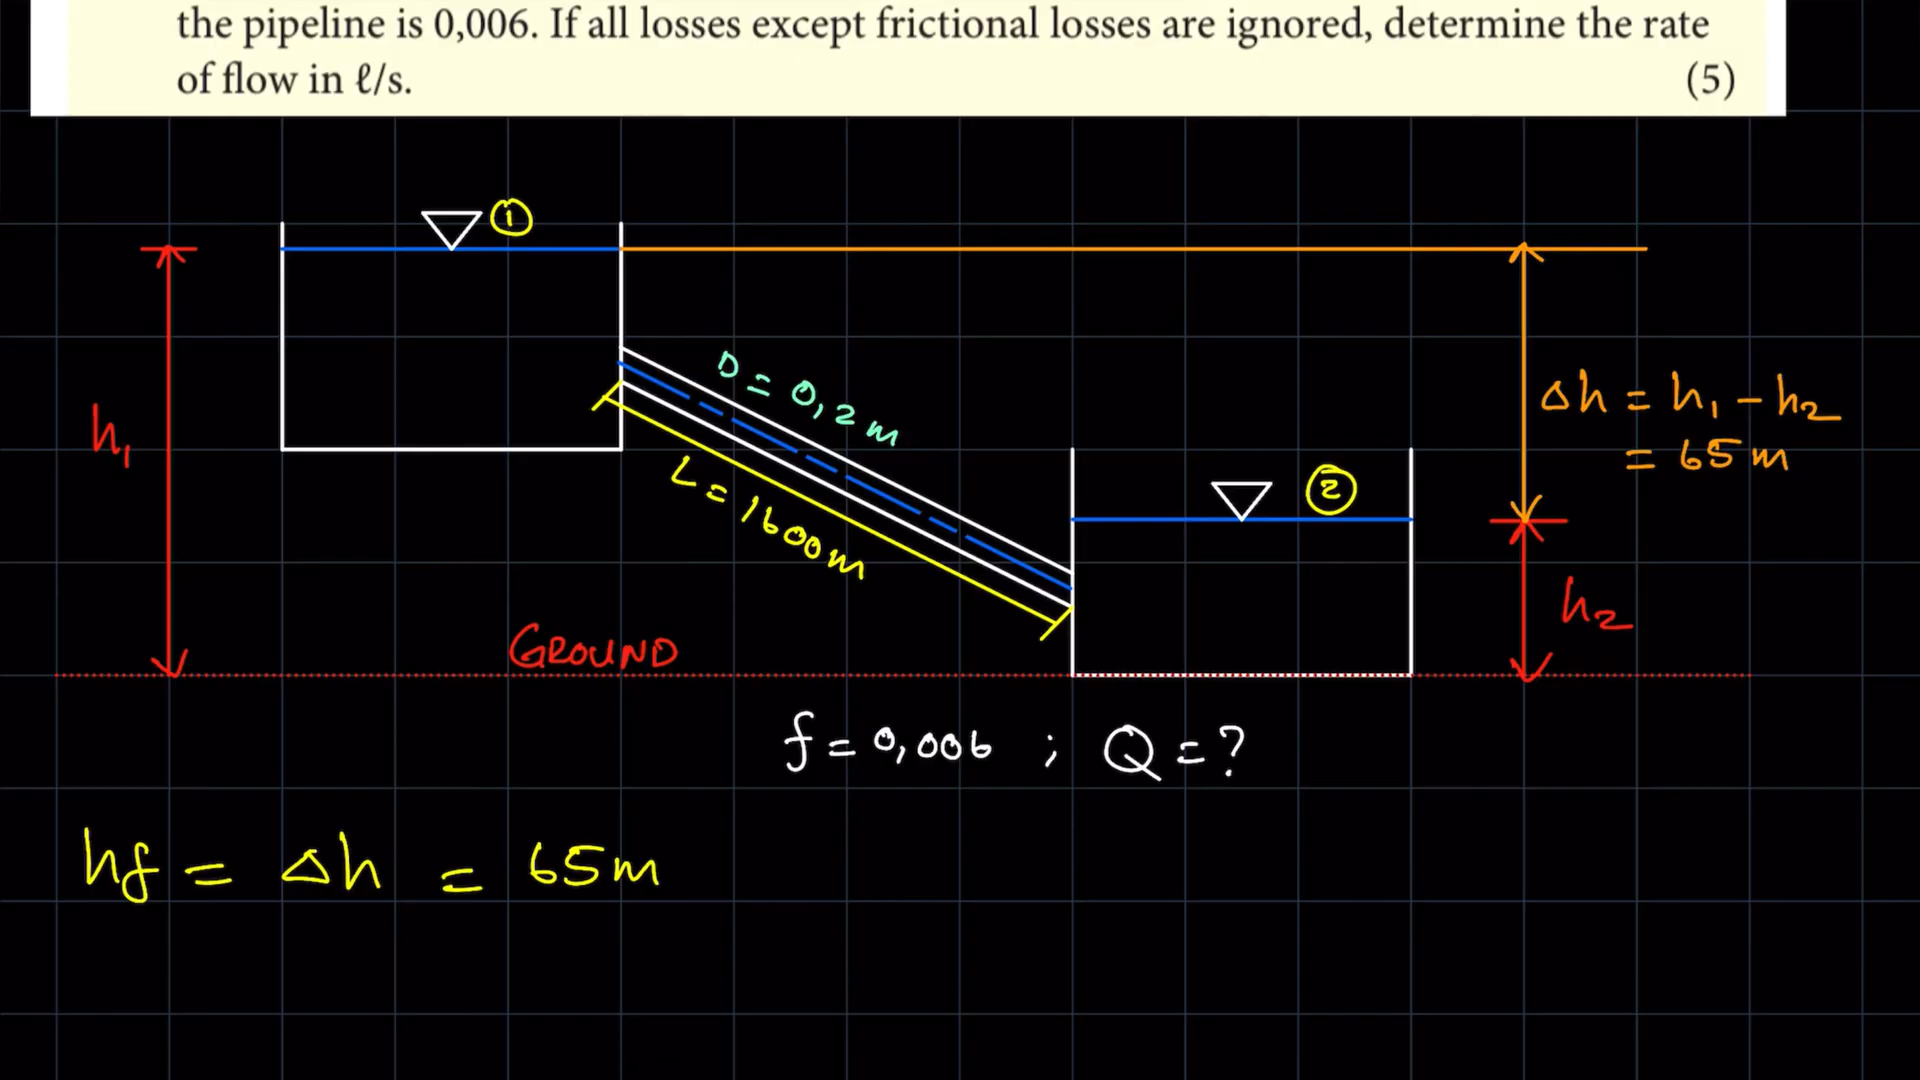 the pipeline is 0,006. If all losses except frictional losses are ignored, determine the rate
of flow in ℓ/s. (5)
①
D = 0,2 m
Δh = h₁ - h₂
= 65 m
h₁
L = 1600 m
②
h₂
GROUND
f = 0,006 ; Q = ?
hf = Δh = 65 m